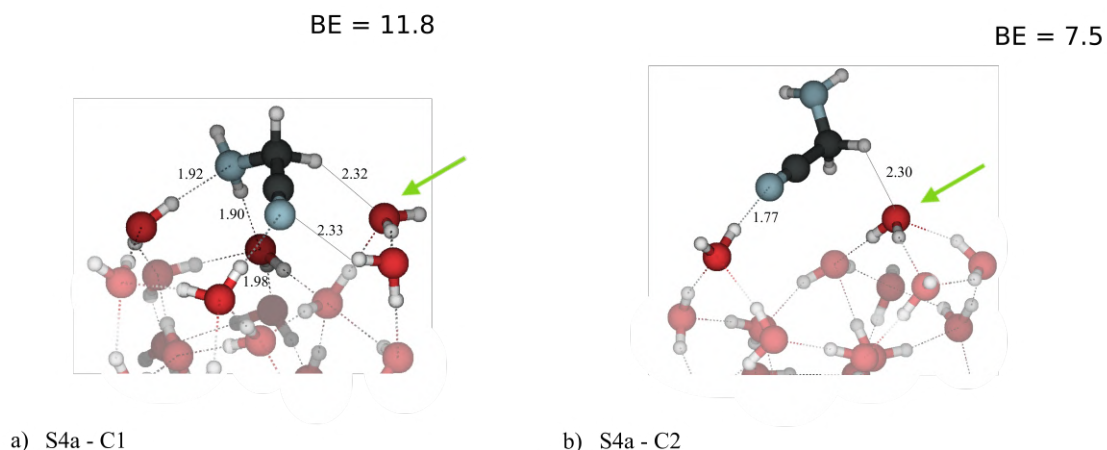 BE = 11.8
BE = 7.5
1.92
2.32
1.90
2.33
1.98
2.30
1.77
a) S4a - C1
b) S4a - C2